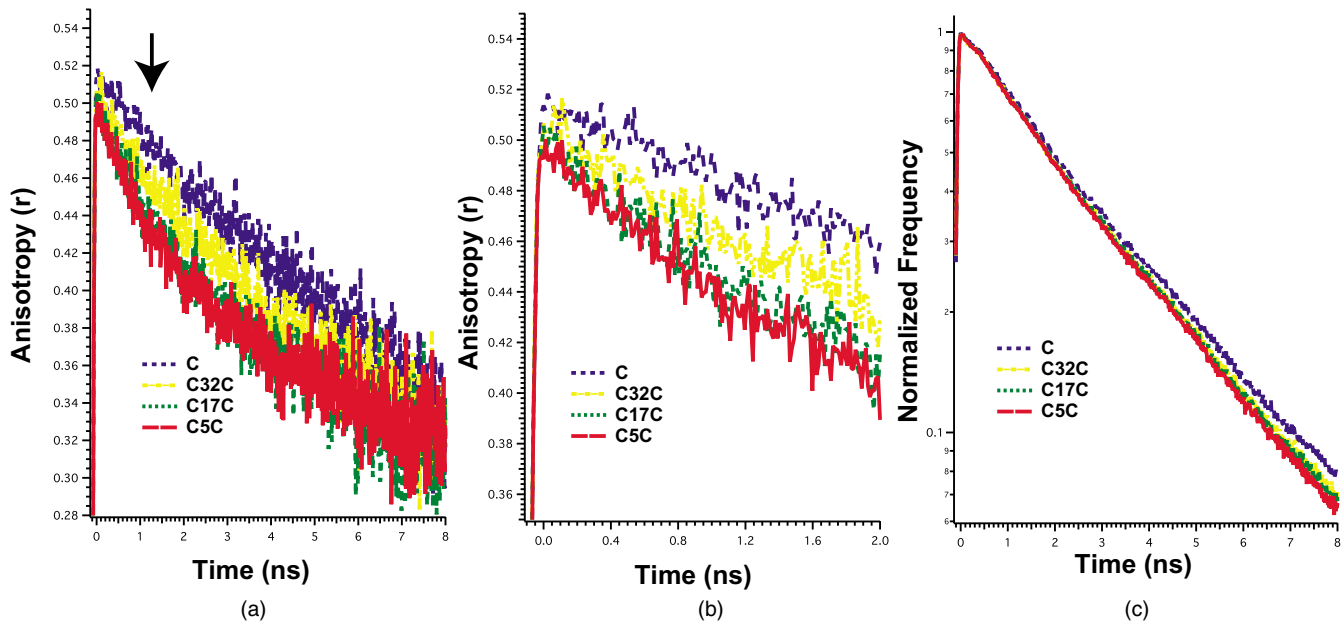 0.54
0.52
0.50
0.48
0.46
0.44
0.42
0.40
0.38
0.36
0.34
0.32
0.30
0.28
Anisotropy (r)
C
C32C
C17C
C5C
0 1 2 3 4 5 6 7 8
Time (ns)
(a)
0.54
0.52
0.50
0.48
0.46
0.44
0.42
0.40
0.38
0.36
Anisotropy (r)
C
C32C
C17C
C5C
0.0 0.4 0.8 1.2 1.6 2.0
Time (ns)
(b)
1
9
8
7
6
5
4
3
2
0.1
9
8
7
6
Normalized Frequency
C
C32C
C17C
C5C
0 1 2 3 4 5 6 7 8
Time (ns)
(c)